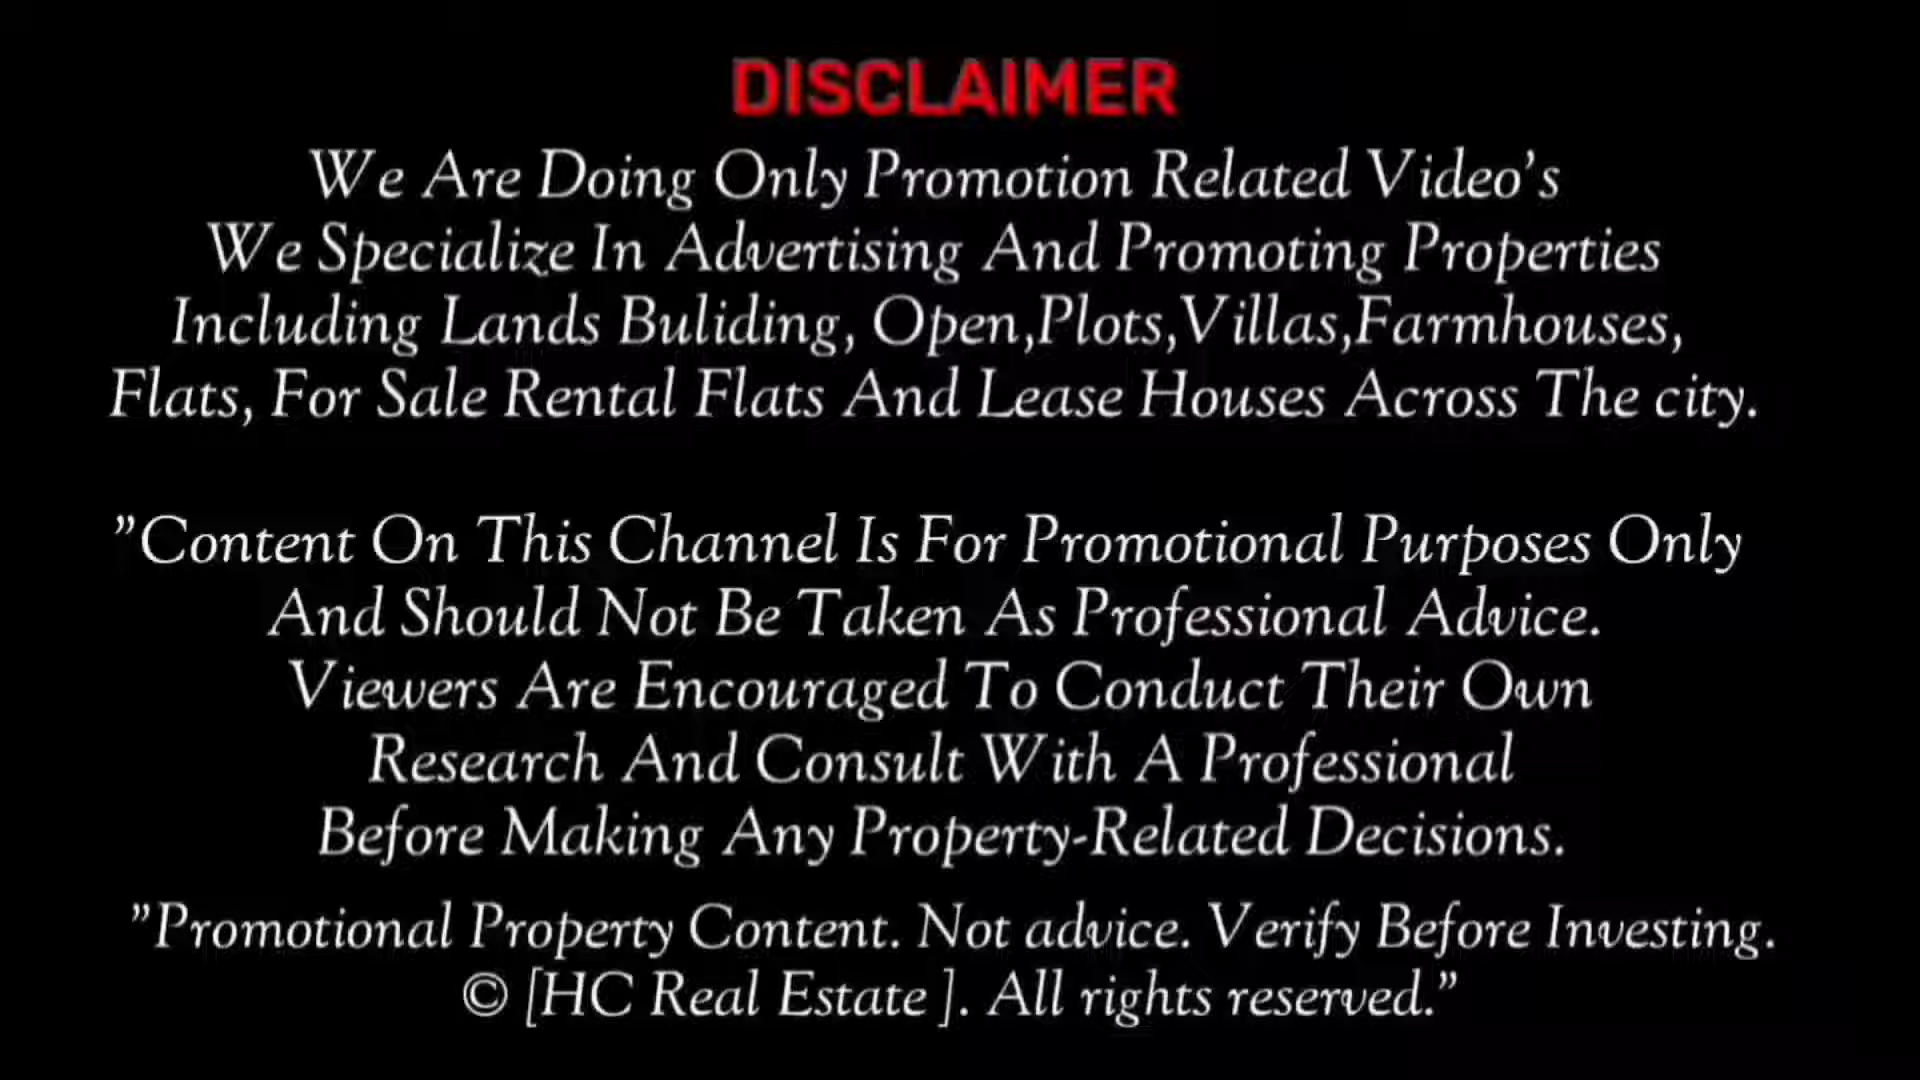 DISCLAIMER
We Are Doing Only Promotion Related Video's
We Specialize In Advertising And Promoting Properties
Including Lands Buliding, Open,Plots,Villas,Farmhouses,
Flats, For Sale Rental Flats And Lease Houses Across The city.
"Content On This Channel Is For Promotional Purposes Only
And Should Not Be Taken As Professional Advice.
Viewers Are Encouraged To Conduct Their Own
Research And Consult With A Professional
Before Making Any Property-Related Decisions.
"Promotional Property Content. Not advice. Verify Before Investing.
© [HC Real Estate ]. All rights reserved."